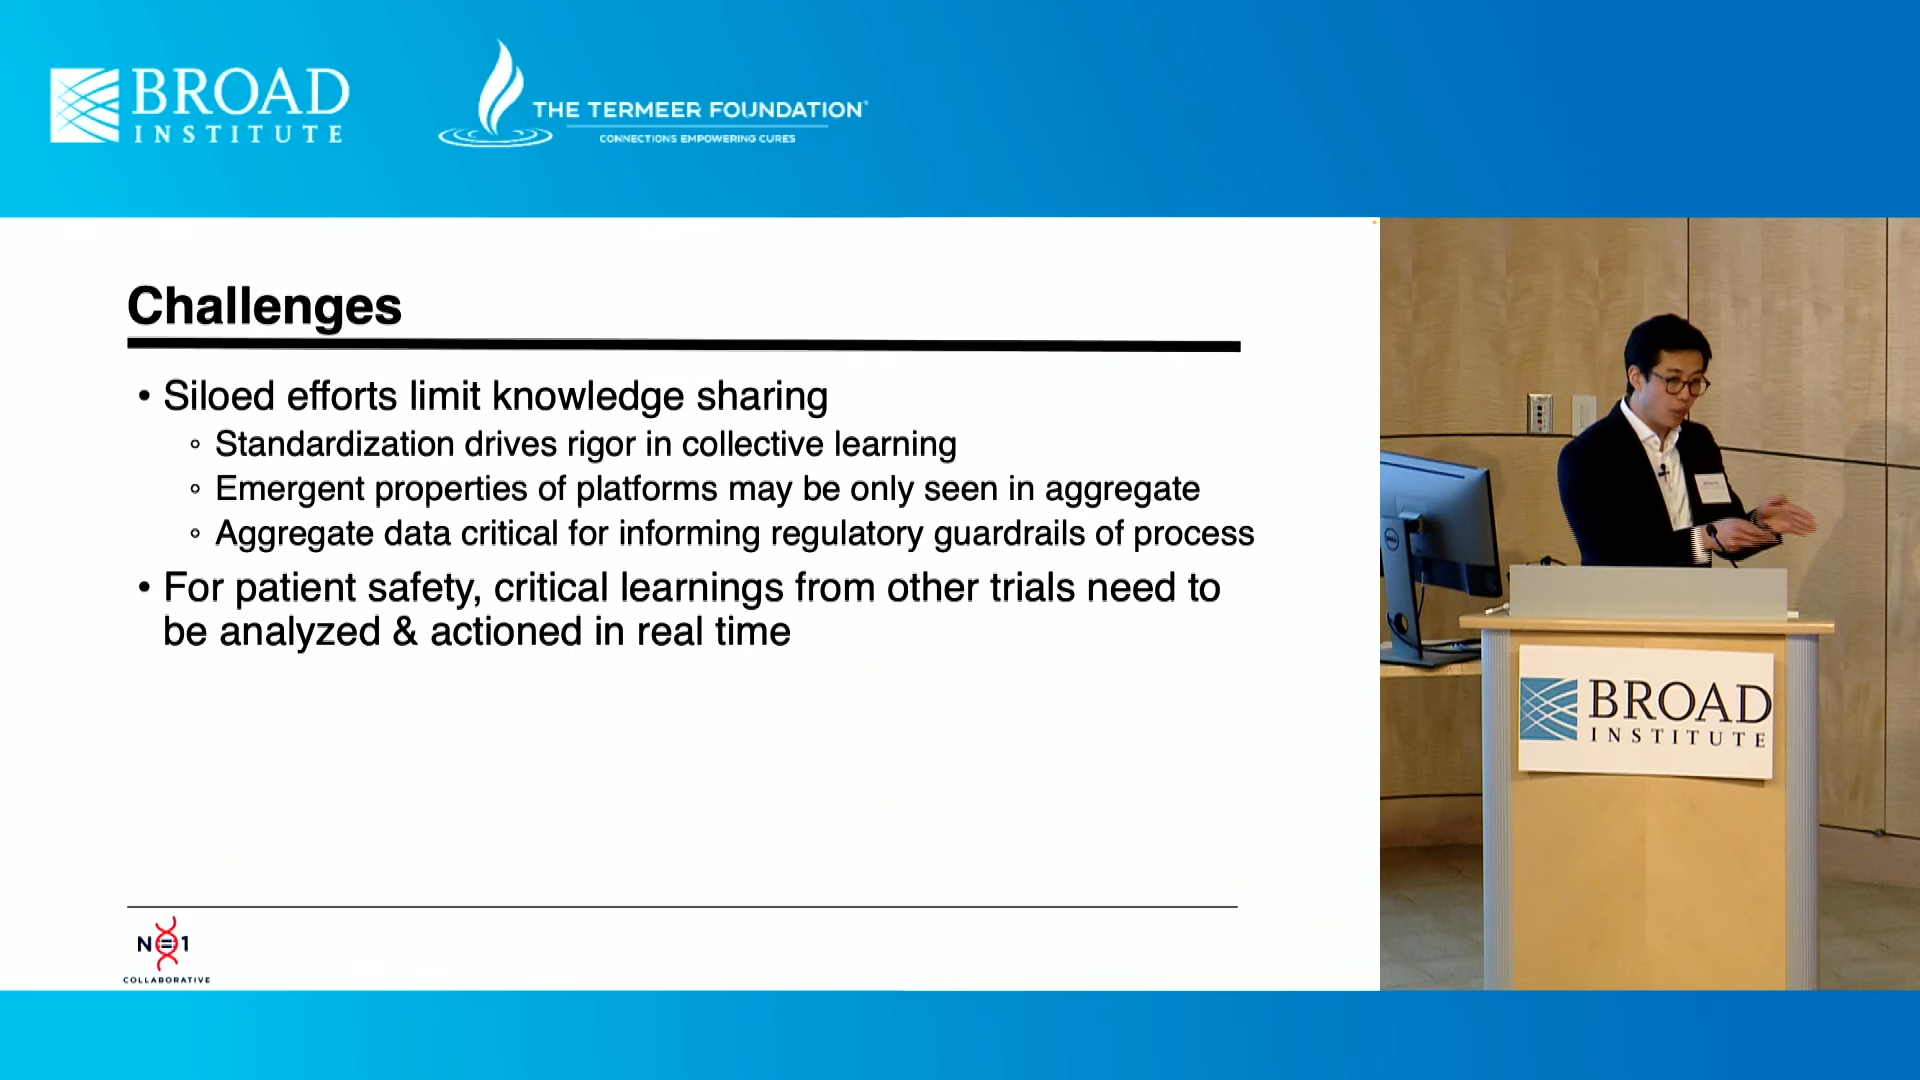 BROAD
INSTITUTE
THE TERMEER FOUNDATION
CONNECTIONS EMPOWERING CURES
Challenges
• Siloed efforts limit knowledge sharing
◦ Standardization drives rigor in collective learning
◦ Emergent properties of platforms may be only seen in aggregate
◦ Aggregate data critical for informing regulatory guardrails of process
• For patient safety, critical learnings from other trials need to
be analyzed & actioned in real time
N=1
COLLABORATIVE
DELL
BROAD
INSTITUTE